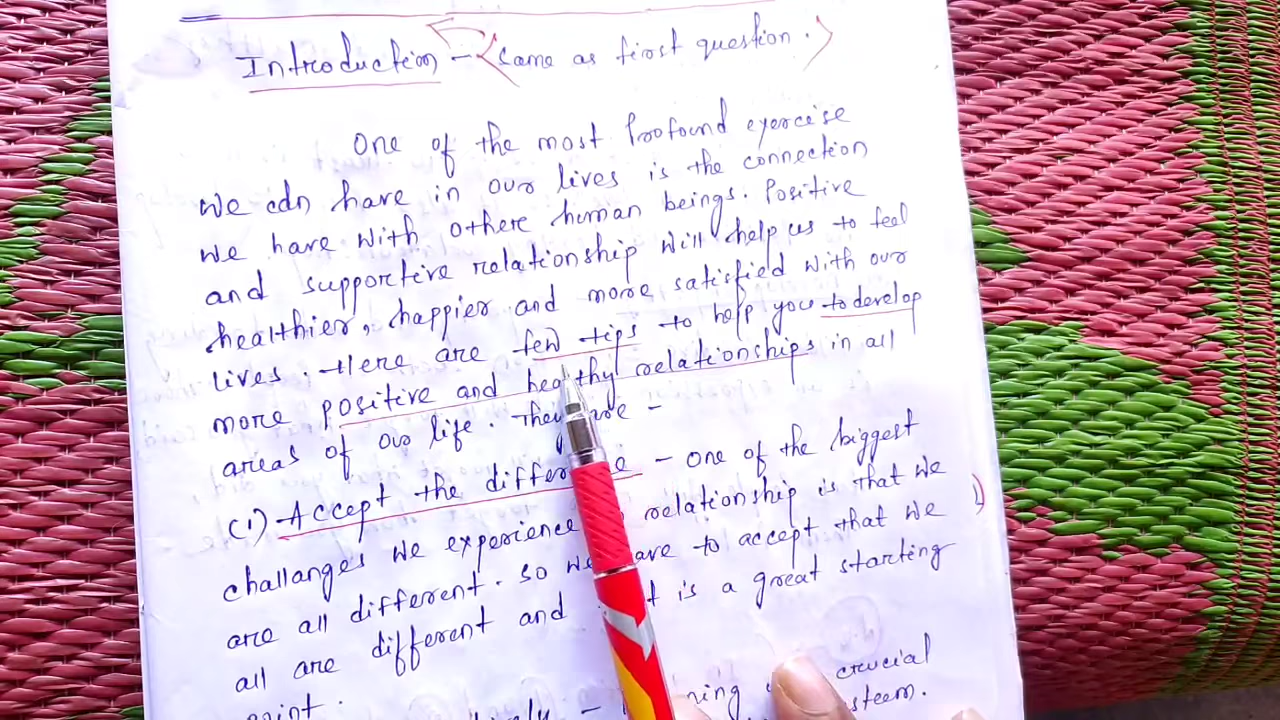 Introduction - (Same as first question.)
One of the most Profound exercise
we can have in our lives is the connection
we have with othere human beings. Positive
and supportive relationship will help us to feel
healthier, happier and more satisfied with our
lives. Here are few tips to help you to develop
more positive and healthy relationships in all
areas of our life. They are -
(1) Accept the difference - one of the biggest
challanges we experience relationship is that we
are all different. so we have to accept that we
all are different and it is a great starting
point.
- crucial